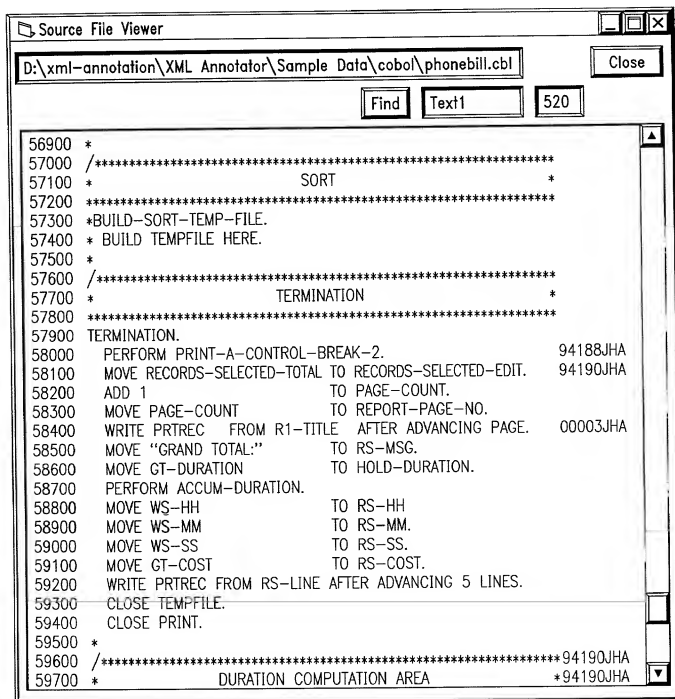 Source File Viewer
D:\xml-annotation\XML Annotator\Sample Data\cobol\phonebill.cbl Close
Find Text1 520
56900 *
57000 /*************************************************************
57100 * SORT *
57200 **************************************************************
57300 *BUILD-SORT-TEMP-FILE.
57400 * BUILD TEMPFILE HERE.
57500 *
57600 /*************************************************************
57700 * TERMINATION *
57800 **************************************************************
57900 TERMINATION.
58000 PERFORM PRINT-A-CONTROL-BREAK-2. 94188JHA
58100 MOVE RECORDS-SELECTED-TOTAL TO RECORDS-SELECTED-EDIT. 94190JHA
58200 ADD 1 TO PAGE-COUNT.
58300 MOVE PAGE-COUNT TO REPORT-PAGE-NO.
58400 WRITE PRTREC FROM R1-TITLE AFTER ADVANCING PAGE. 00003JHA
58500 MOVE "GRAND TOTAL:" TO RS-MSG.
58600 MOVE GT-DURATION TO HOLD-DURATION.
58700 PERFORM ACCUM-DURATION.
58800 MOVE WS-HH TO RS-HH
58900 MOVE WS-MM TO RS-MM.
59000 MOVE WS-SS TO RS-SS.
59100 MOVE GT-COST TO RS-COST.
59200 WRITE PRTREC FROM RS-LINE AFTER ADVANCING 5 LINES.
59300 CLOSE TEMPFILE.
59400 CLOSE PRINT.
59500 *
59600 /*************************************************************94190JHA
59700 * DURATION COMPUTATION AREA *94190JHA